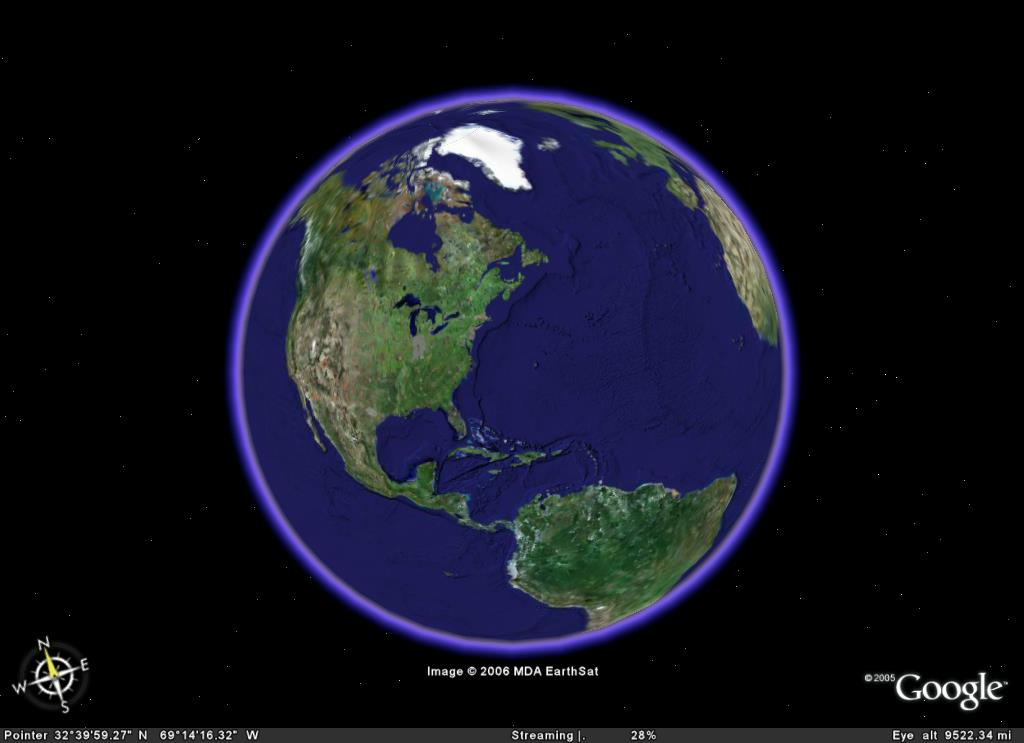 N
W E
S
Image © 2006 MDA EarthSat
©2005 Google™
Pointer 32°39'59.27" N 69°14'16.32" W Streaming |. 28% Eye alt 9522.34 mi